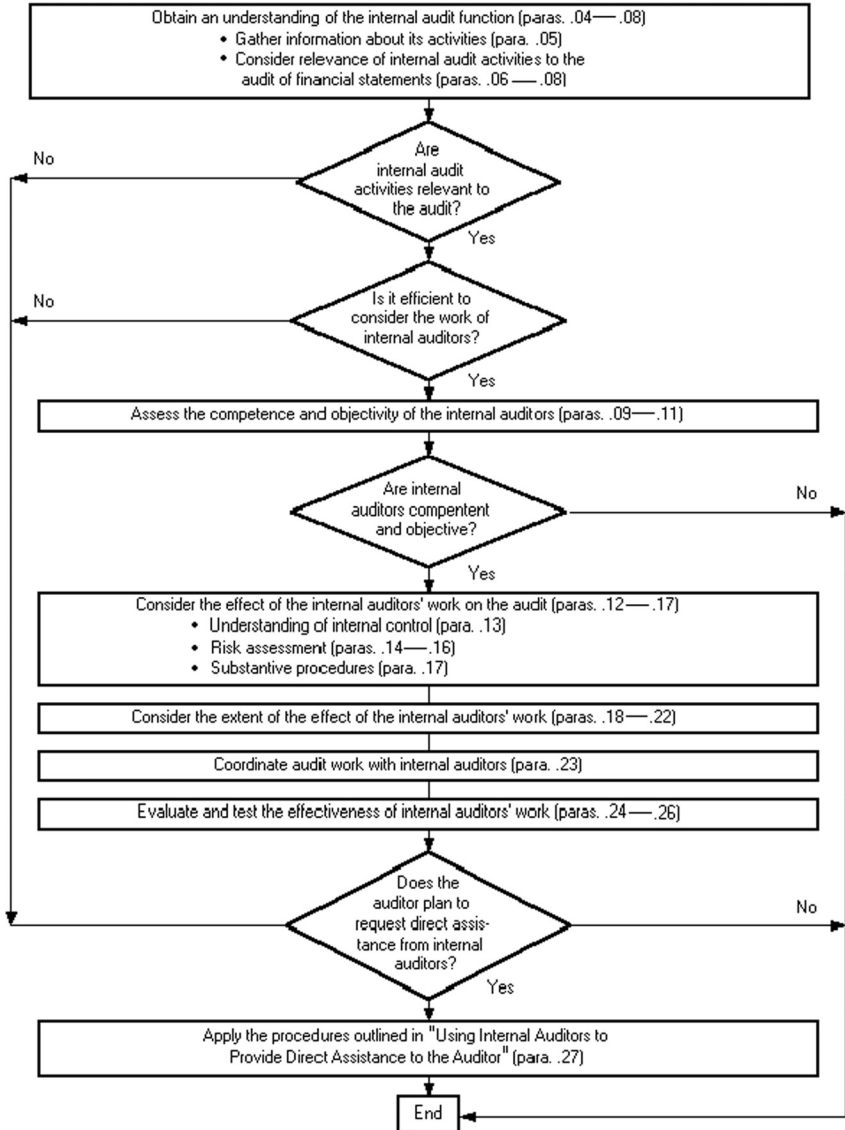 Obtain an understanding of the internal audit function (paras. .04—.08)
• Gather information about its activities (para. .05)
• Consider relevance of internal audit activities to the
audit of financial statements (paras. .06—.08)
No
Are
internal audit
activities relevant to
the audit?
Yes
No
Is it efficient to
consider the work of
internal auditors?
Yes
Assess the competence and objectivity of the internal auditors (paras. .09—.11)
Are internal
auditors compentent
and objective?
No
Yes
Consider the effect of the internal auditors' work on the audit (paras. .12—.17)
• Understanding of internal control (para. .13)
• Risk assessment (paras. .14—.16)
• Substantive procedures (para. .17)
Consider the extent of the effect of the internal auditors' work (paras. .18—.22)
Coordinate audit work with internal auditors (para. .23)
Evaluate and test the effectiveness of internal auditors' work (paras. .24—.26)
Does the
auditor plan to
request direct assis-
tance from internal
auditors?
No
Yes
Apply the procedures outlined in "Using Internal Auditors to
Provide Direct Assistance to the Auditor" (para. .27)
End